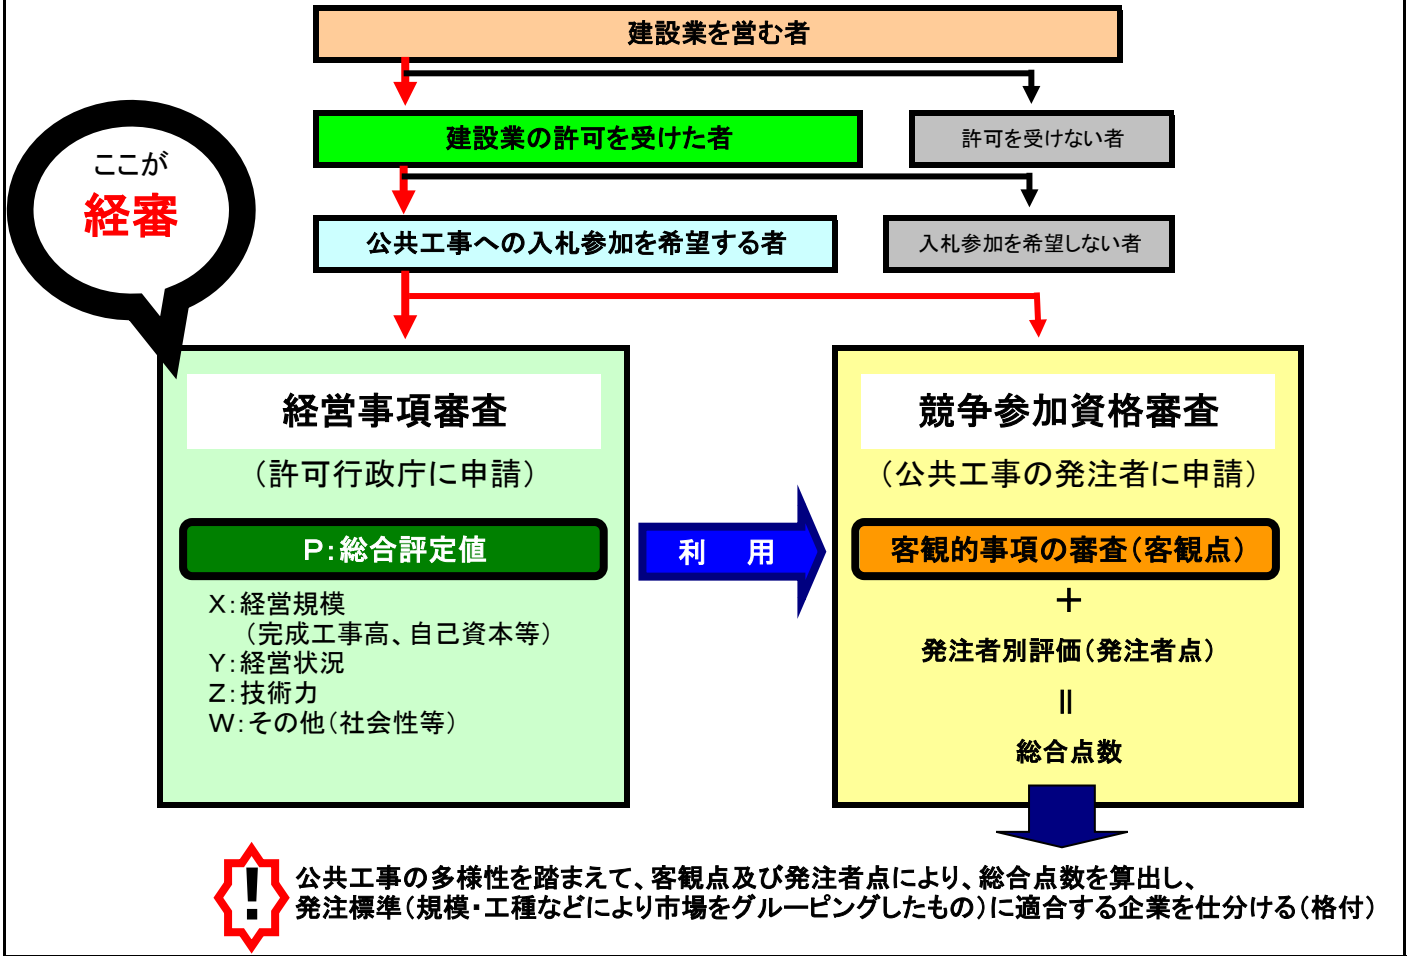 建設業を営む者
建設業の許可を受けた者
許可を受けない者
ここが
経審
公共工事への入札参加を希望する者
入札参加を希望しない者
経営事項審査
（許可行政庁に申請）
Ｐ：総合評定値
Ｘ：経営規模
（完成工事高、自己資本等）
Ｙ：経営状況
Ｚ：技術力
Ｗ：その他（社会性等）
利　用
競争参加資格審査
（公共工事の発注者に申請）
客観的事項の審査（客観点）
＋
発注者別評価（発注者点）
＝
総合点数
!
公共工事の多様性を踏まえて、客観点及び発注者点により、総合点数を算出し、
発注標準（規模・工種などにより市場をグルーピングしたもの）に適合する企業を仕分ける（格付）